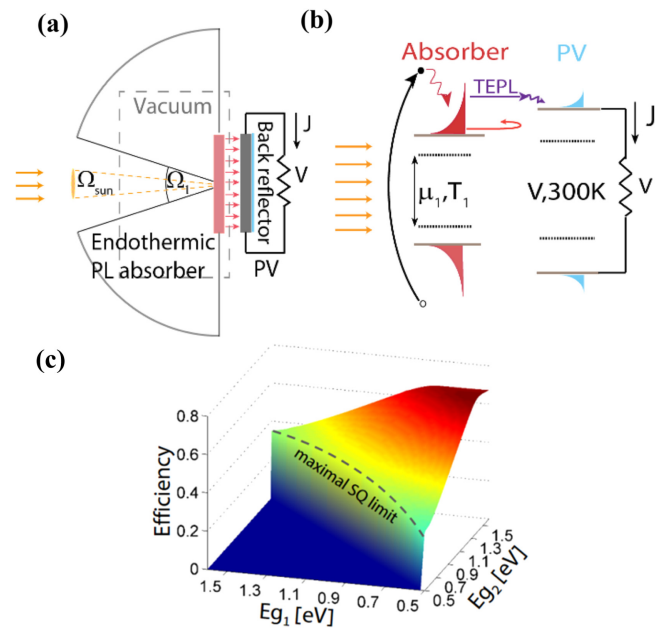 (a)
Vacuum
Ωsun
Ω1
Endothermic
PL absorber
Back reflector
PV
J
V
(b)
Absorber
PV
TEPL
μ1,T1
V,300K
J
V
(c)
Efficiency
0.8
0.6
0.4
0.2
0
maximal SQ limit
1.5 1.3 1.1 0.9 0.7 0.5
Eg1 [eV]
0.5 0.7 0.9 1.1 1.3 1.5
Eg2 [eV]